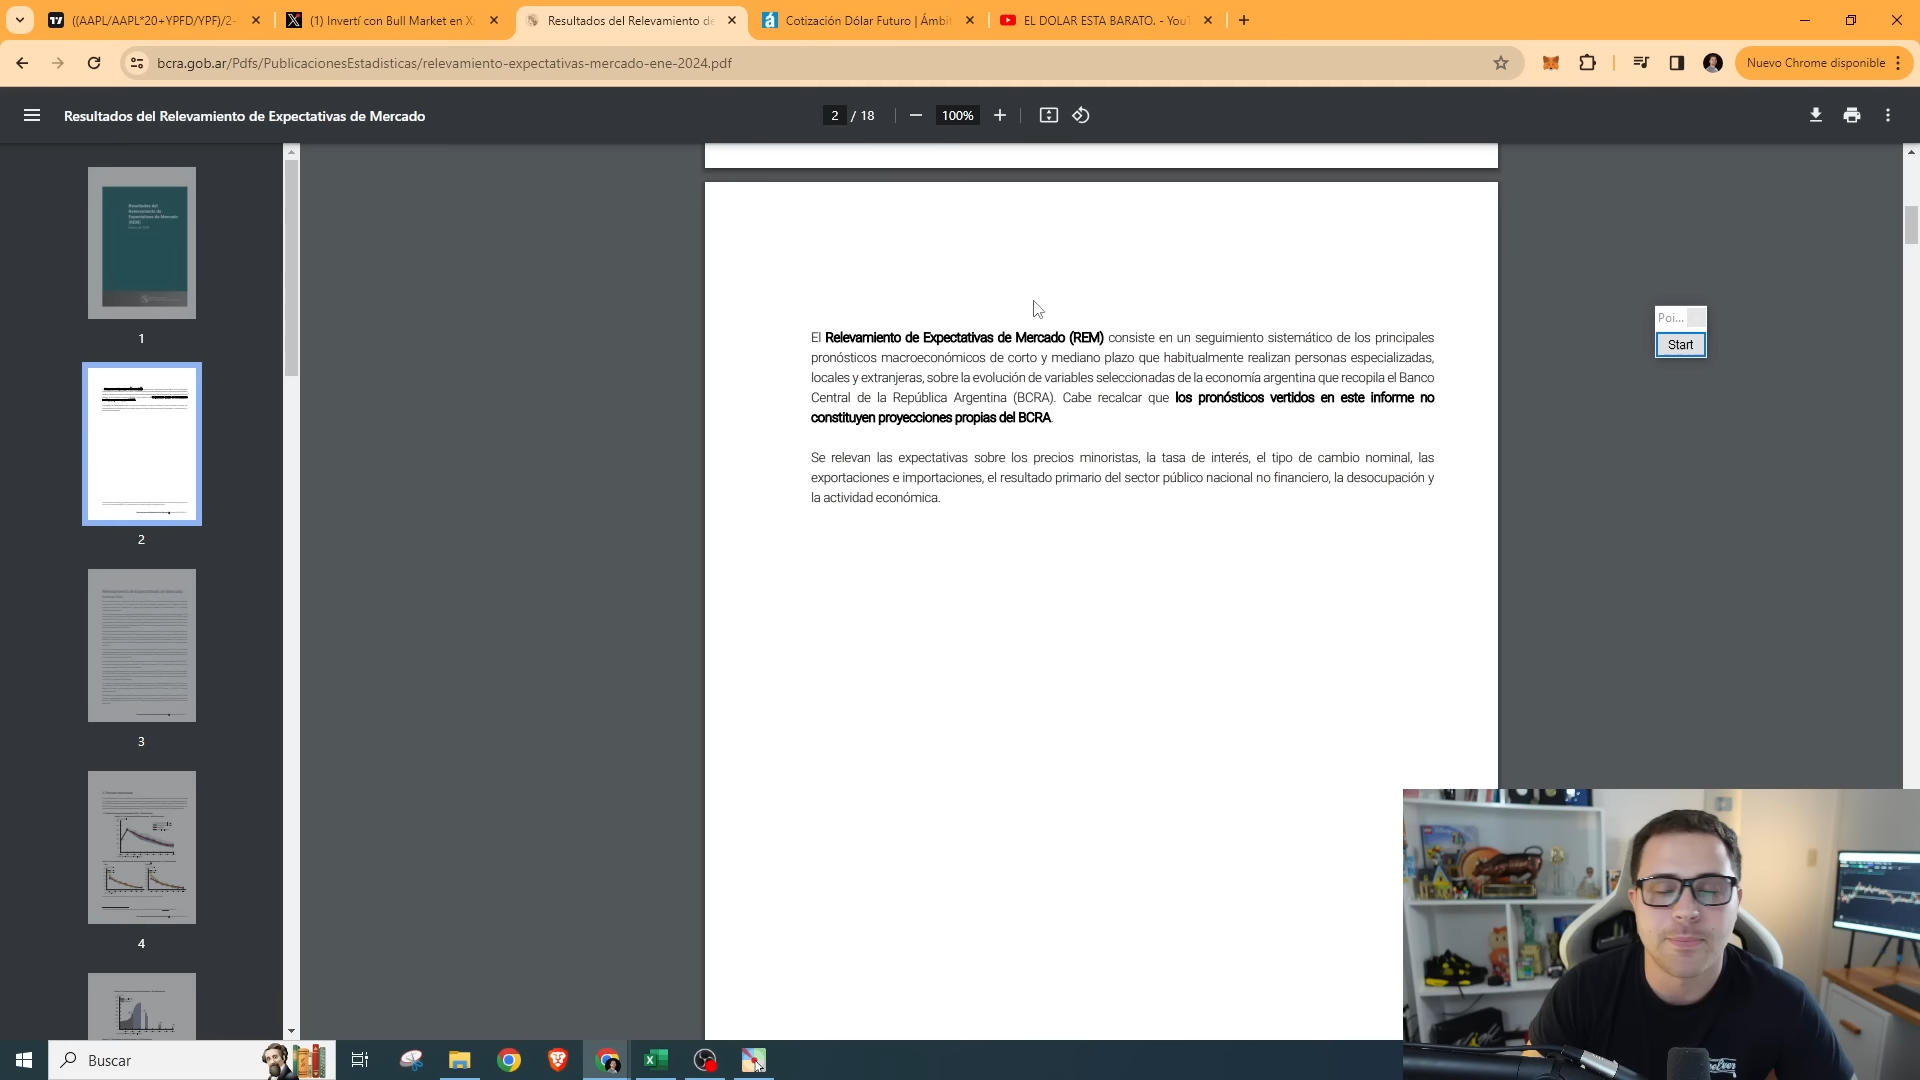 ((AAPL/AAPL*20+YPFD/YPF)/2-
(1) Invertí con Bull Market en X
Resultados del Relevamiento de
Cotización Dólar Futuro | Ámbit
EL DOLAR ESTA BARATO. - YouT
bcra.gob.ar/Pdfs/PublicacionesEstadisticas/relevamiento-expectativas-mercado-ene-2024.pdf
Nuevo Chrome disponible
Resultados del Relevamiento de Expectativas de Mercado
2 / 18
100%
1
2
3
4
El Relevamiento de Expectativas de Mercado (REM) consiste en un seguimiento sistemático de los principales
pronósticos macroeconómicos de corto y mediano plazo que habitualmente realizan personas especializadas,
locales y extranjeras, sobre la evolución de variables seleccionadas de la economía argentina que recopila el Banco
Central de la República Argentina (BCRA). Cabe recalcar que los pronósticos vertidos en este informe no
constituyen proyecciones propias del BCRA.
Se relevan las expectativas sobre los precios minoristas, la tasa de interés, el tipo de cambio nominal, las
exportaciones e importaciones, el resultado primario del sector público nacional no financiero, la desocupación y
la actividad económica.
Poi...
Start
Buscar